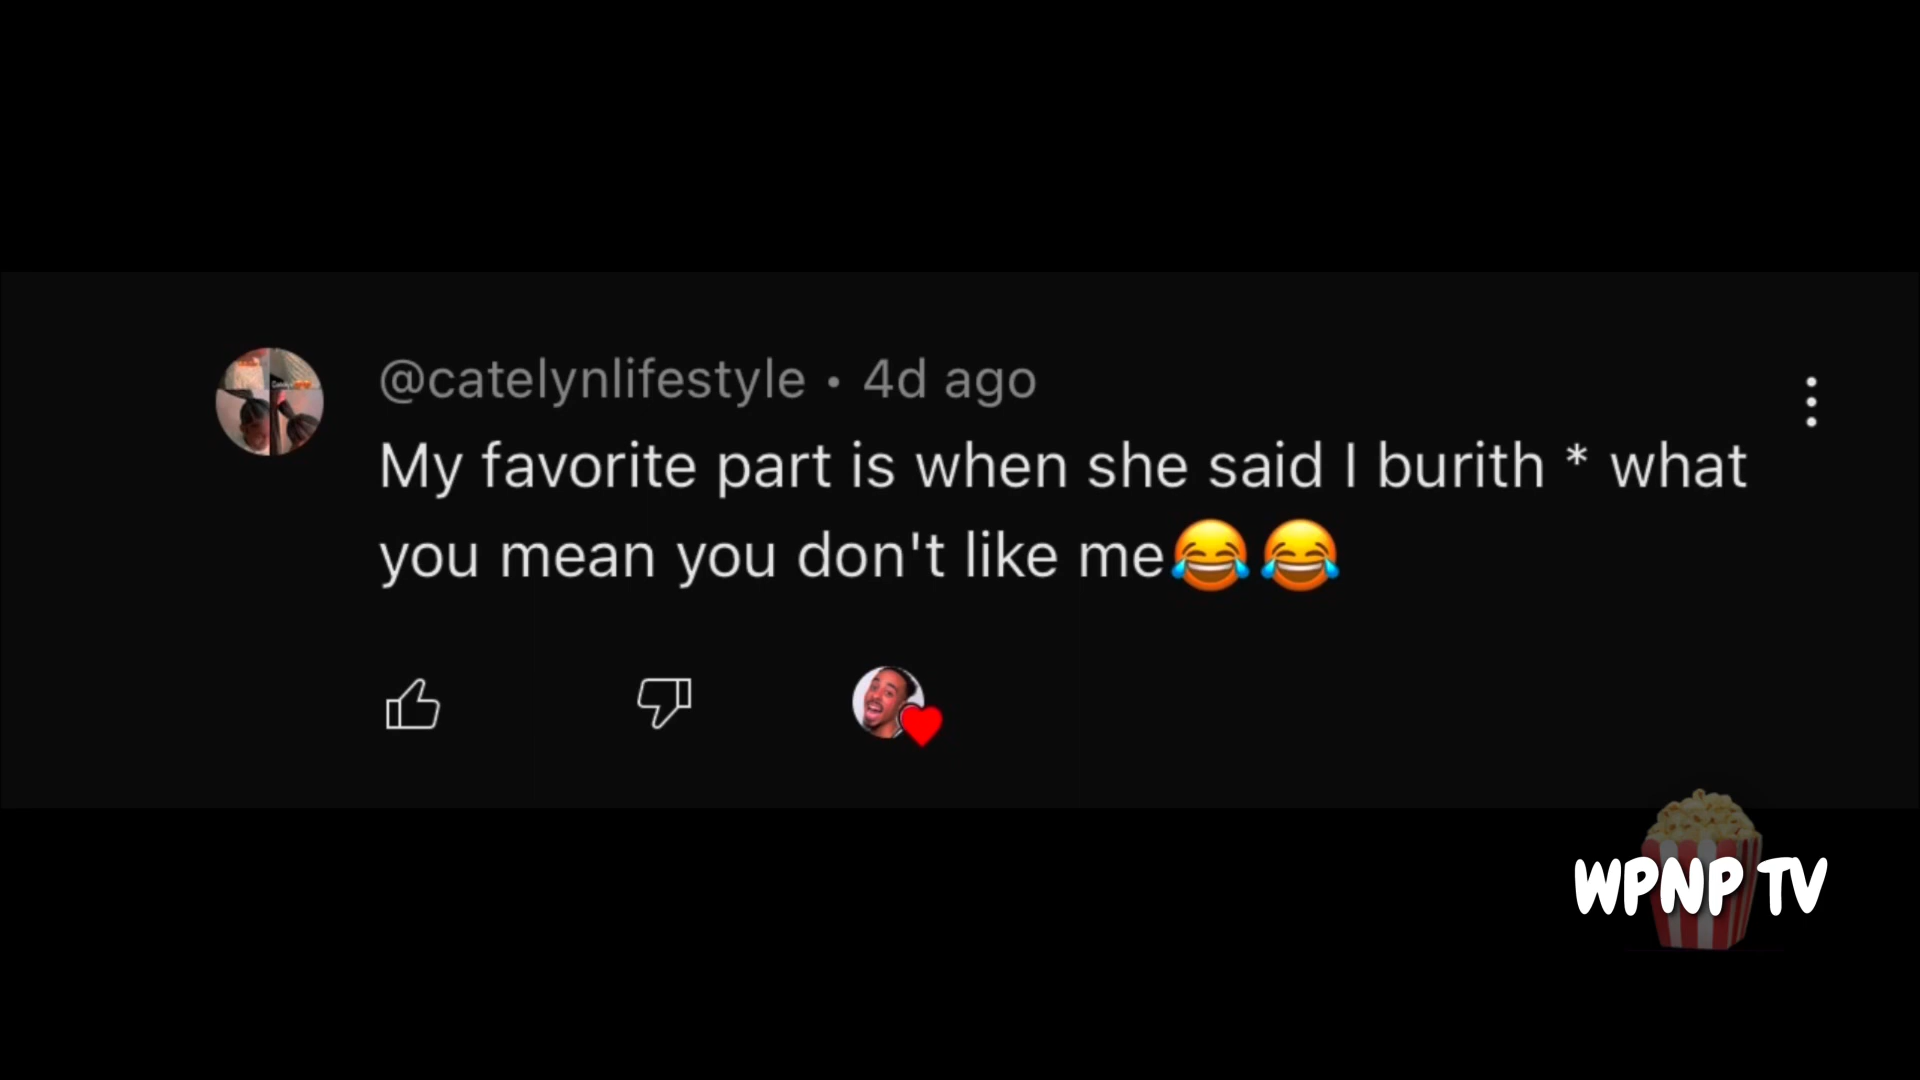 @catelynlifestyle • 4d ago
My favorite part is when she said I burith * what
you mean you don't like me😂😂
WPNP TV